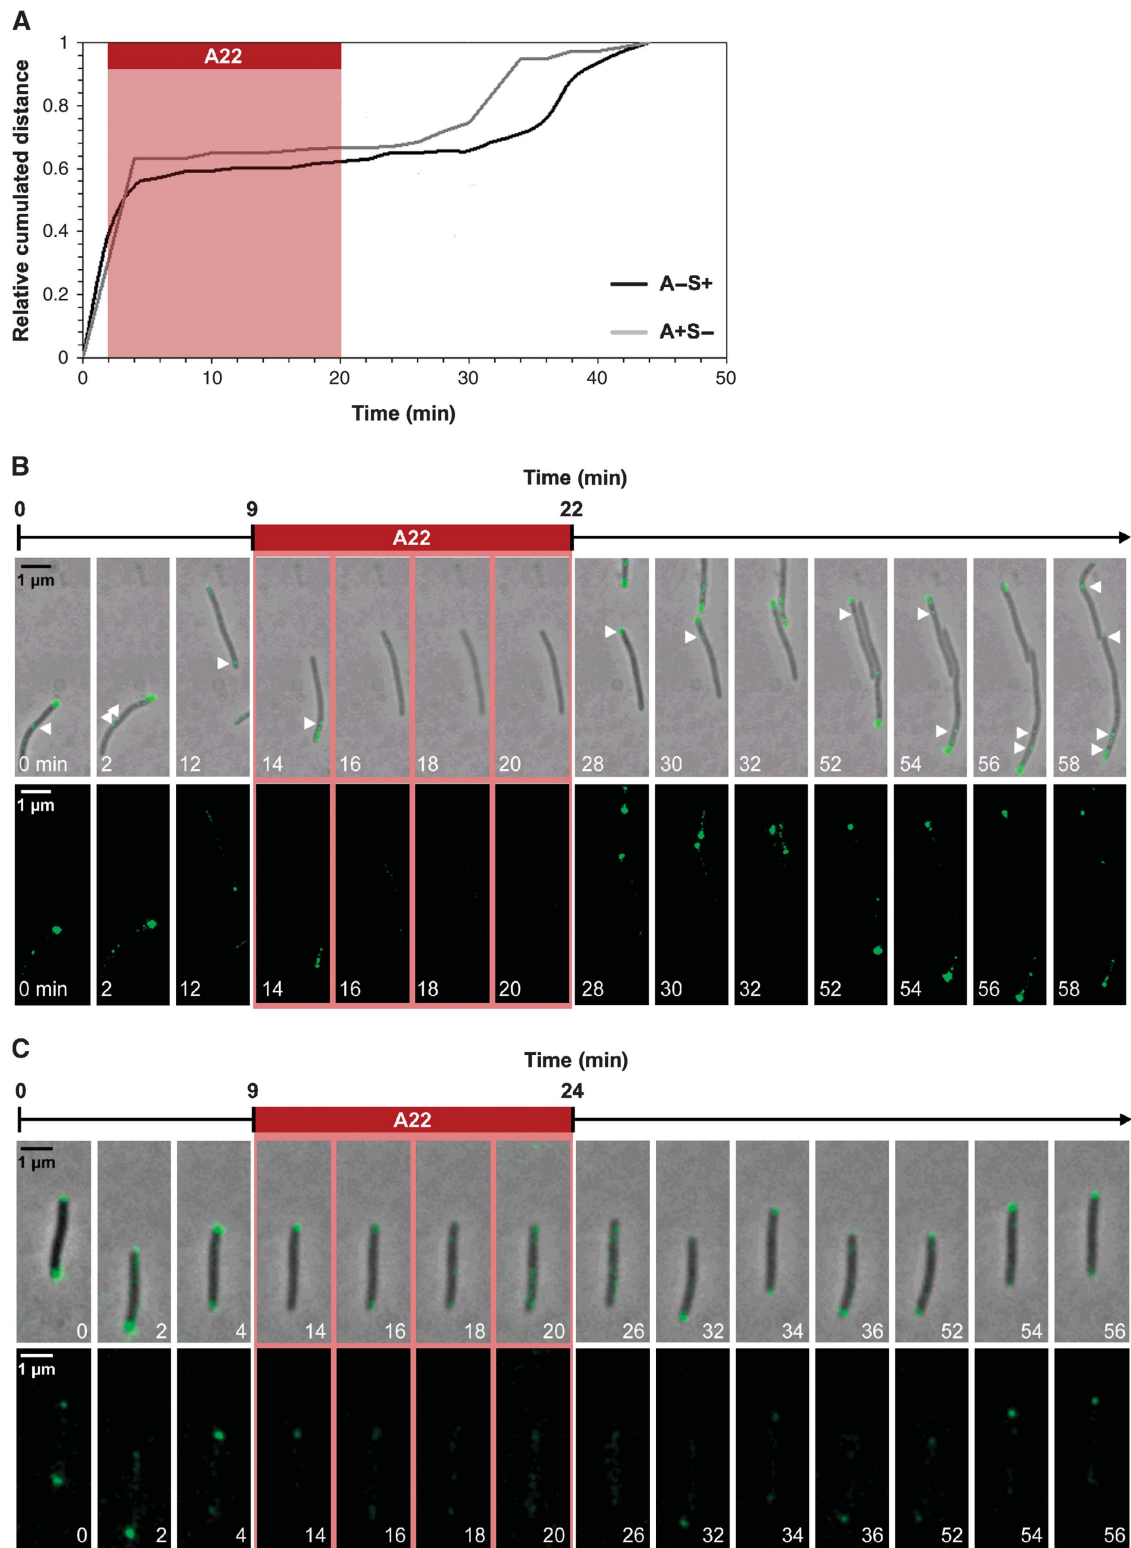 A
Relative cumulated distance
1
0.8
0.6
0.4
0.2
0
A22
A–S+
A+S–
0 10 20 30 40 50
Time (min)
B
Time (min)
0 9 22
A22
1 µm
0 min 2 12 14 16 18 20 28 30 32 52 54 56 58
1 µm
0 min 2 12 14 16 18 20 28 30 32 52 54 56 58
C
Time (min)
0 9 24
A22
1 µm
0 2 4 14 16 18 20 26 32 34 36 52 54 56
1 µm
0 2 4 14 16 18 20 26 32 34 36 52 54 56